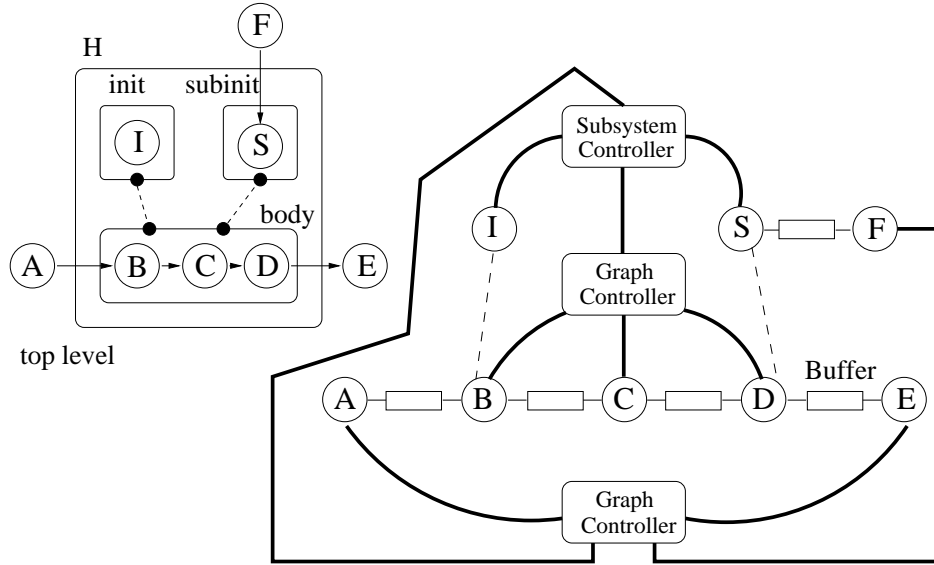 F
H
init
subinit
I
S
body
A
B
C
D
E
top level
Subsystem
Controller
I
S
F
Graph
Controller
Buffer
A
B
C
D
E
Graph
Controller